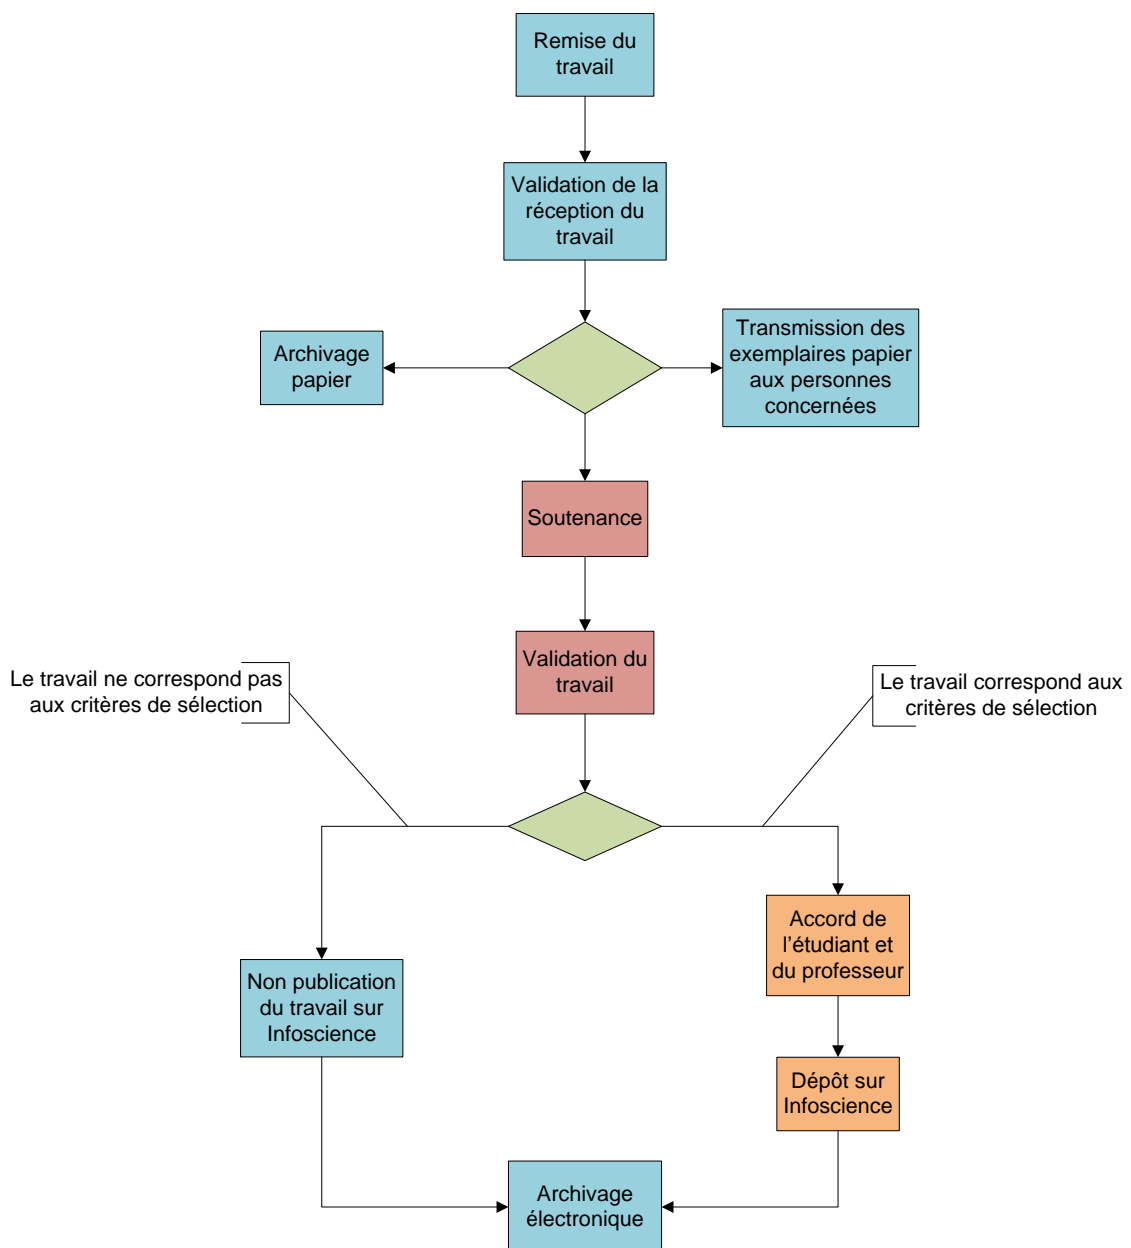 Remise du
travail
Validation de la
réception du
travail
Archivage
papier
Transmission des
exemplaires papier
aux personnes
concernées
Soutenance
Validation du
travail
Le travail ne correspond pas
aux critères de sélection
Le travail correspond aux
critères de sélection
Accord de
l’étudiant et
du professeur
Non publication
du travail sur
Infoscience
Dépôt sur
Infoscience
Archivage
électronique